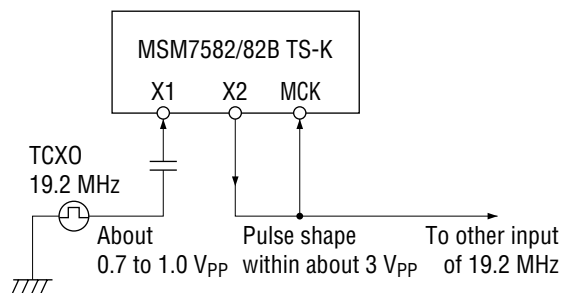 MSM7582/82B TS-K
X1 X2 MCK
TCXO
19.2 MHz
About
0.7 to 1.0 VPP
Pulse shape
within about 3 VPP
To other input
of 19.2 MHz